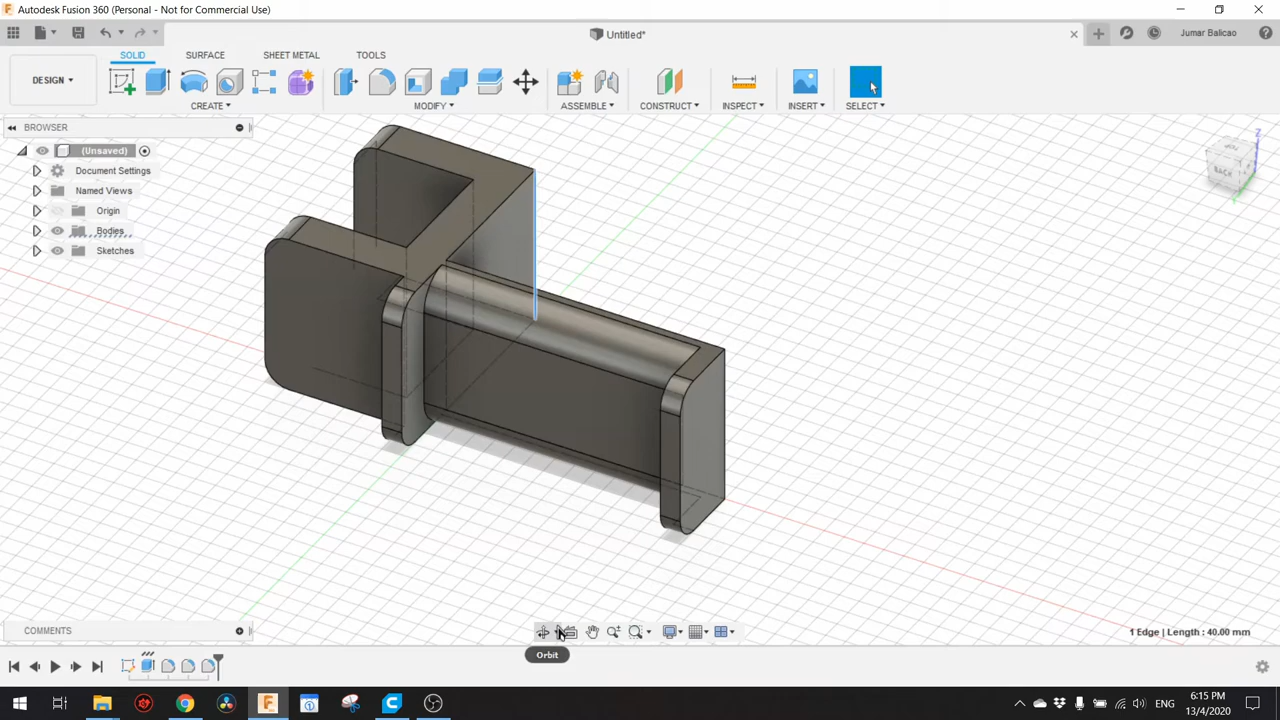 Autodesk Fusion 360 (Personal - Not for Commercial Use)
Untitled*
Jumar Balicao
SOLID SURFACE SHEET METAL TOOLS
DESIGN
CREATE MODIFY ASSEMBLE CONSTRUCT INSPECT INSERT SELECT
BROWSER
(Unsaved)
Document Settings
Named Views
Origin
Bodies
Sketches
Z
BACK
COMMENTS
1 Edge | Length : 40.00 mm
Orbit
ENG
6:15 PM
13/4/2020